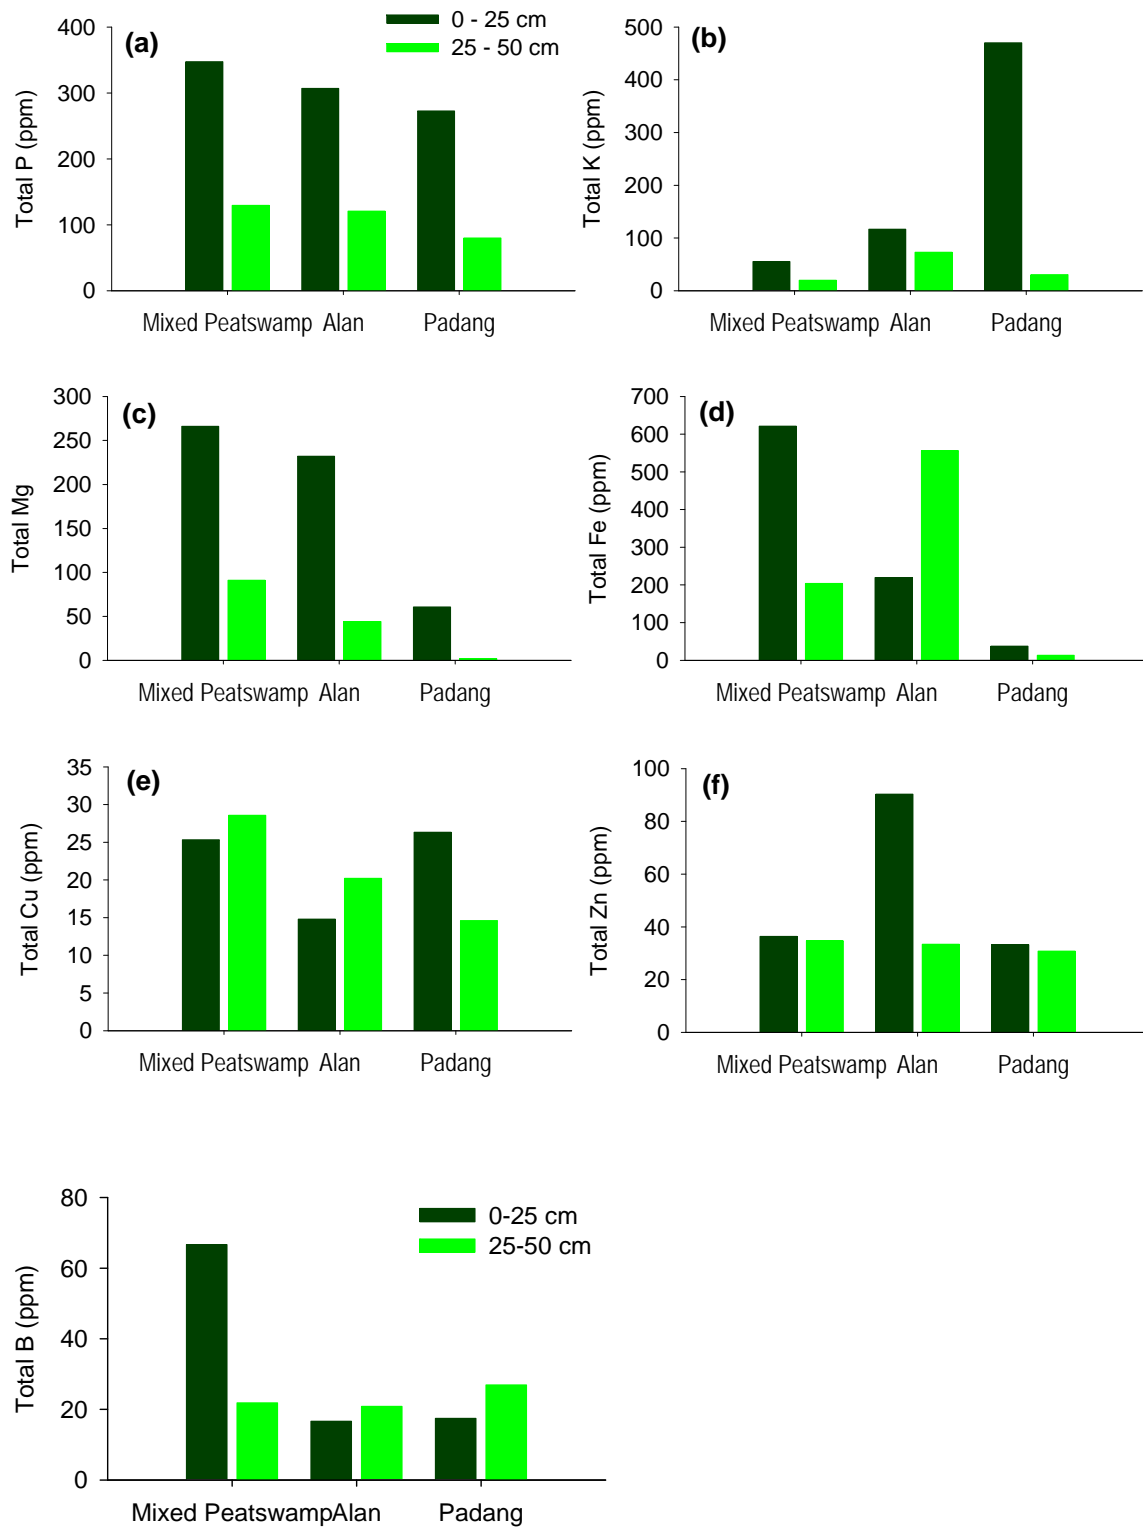 (a)
0 - 25 cm
25 - 50 cm
Total P (ppm)
400
300
200
100
0
Mixed Peatswamp Alan Padang
(b)
Total K (ppm)
500
400
300
200
100
0
Mixed Peatswamp Alan Padang
(c)
Total Mg
300
250
200
150
100
50
0
Mixed Peatswamp Alan Padang
(d)
Total Fe (ppm)
700
600
500
400
300
200
100
0
Mixed Peatswamp Alan Padang
(e)
Total Cu (ppm)
35
30
25
20
15
10
5
0
Mixed Peatswamp Alan Padang
(f)
Total Zn (ppm)
100
80
60
40
20
0
Mixed Peatswamp Alan Padang
0-25 cm
25-50 cm
Total B (ppm)
80
60
40
20
0
Mixed PeatswampAlan Padang